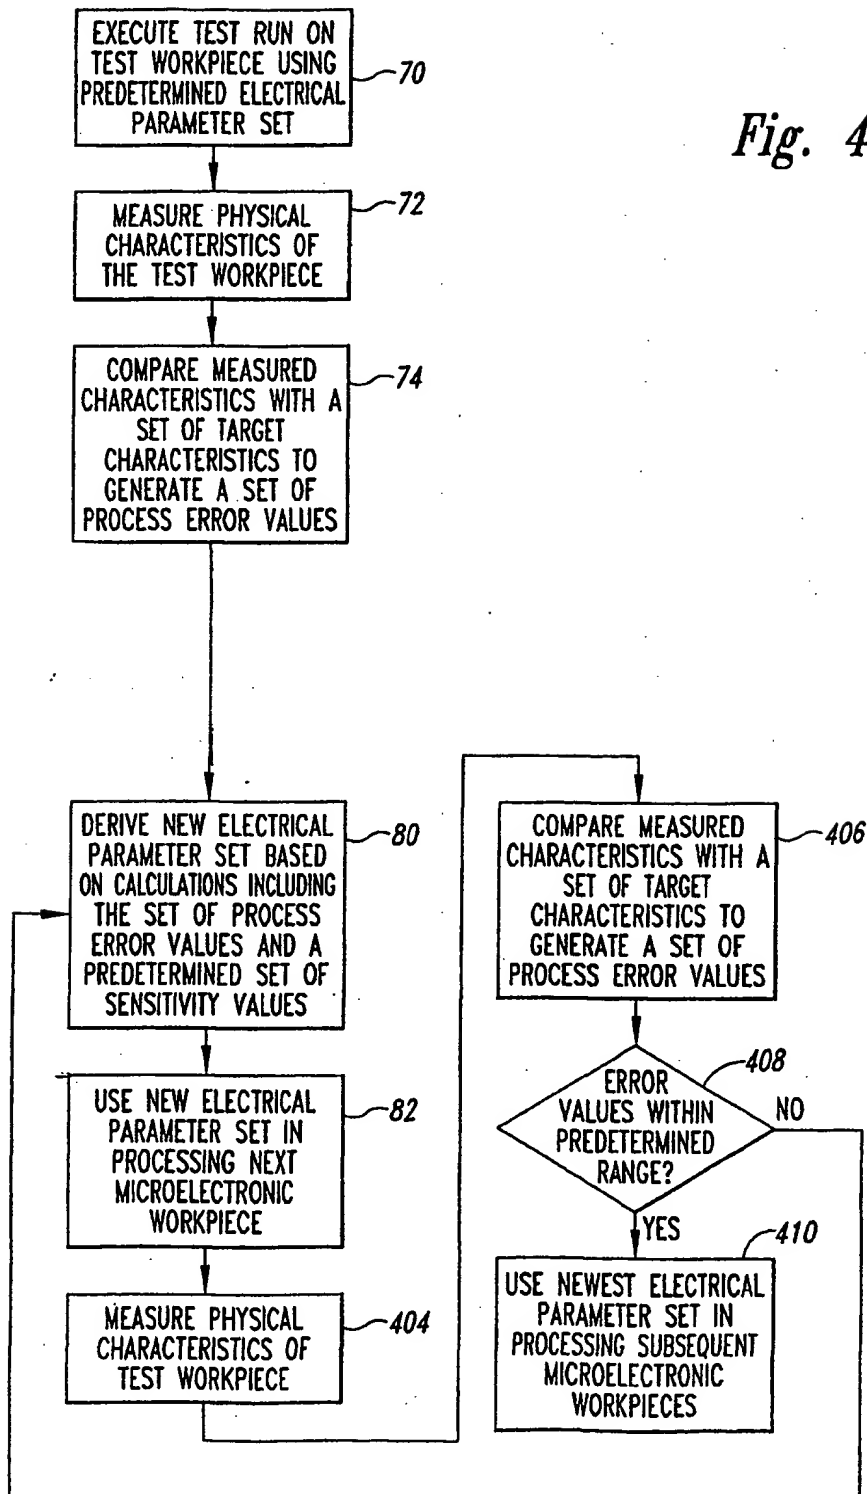 EXECUTE TEST RUN ON
TEST WORKPIECE USING
PREDETERMINED ELECTRICAL
PARAMETER SET
70
Fig. 4
MEASURE PHYSICAL
CHARACTERISTICS OF
THE TEST WORKPIECE
72
COMPARE MEASURED
CHARACTERISTICS WITH A
SET OF TARGET
CHARACTERISTICS TO
GENERATE A SET OF
PROCESS ERROR VALUES
74
DERIVE NEW ELECTRICAL
PARAMETER SET BASED
ON CALCULATIONS INCLUDING
THE SET OF PROCESS
ERROR VALUES AND A
PREDETERMINED SET OF
SENSITIVITY VALUES
80
USE NEW ELECTRICAL
PARAMETER SET IN
PROCESSING NEXT
MICROELECTRONIC
WORKPIECE
82
MEASURE PHYSICAL
CHARACTERISTICS OF
TEST WORKPIECE
404
COMPARE MEASURED
CHARACTERISTICS WITH A
SET OF TARGET
CHARACTERISTICS TO
GENERATE A SET OF
PROCESS ERROR VALUES
406
ERROR
VALUES WITHIN
PREDETERMINED
RANGE?
408
NO
YES
USE NEWEST ELECTRICAL
PARAMETER SET IN
PROCESSING SUBSEQUENT
MICROELECTRONIC
WORKPIECES
410